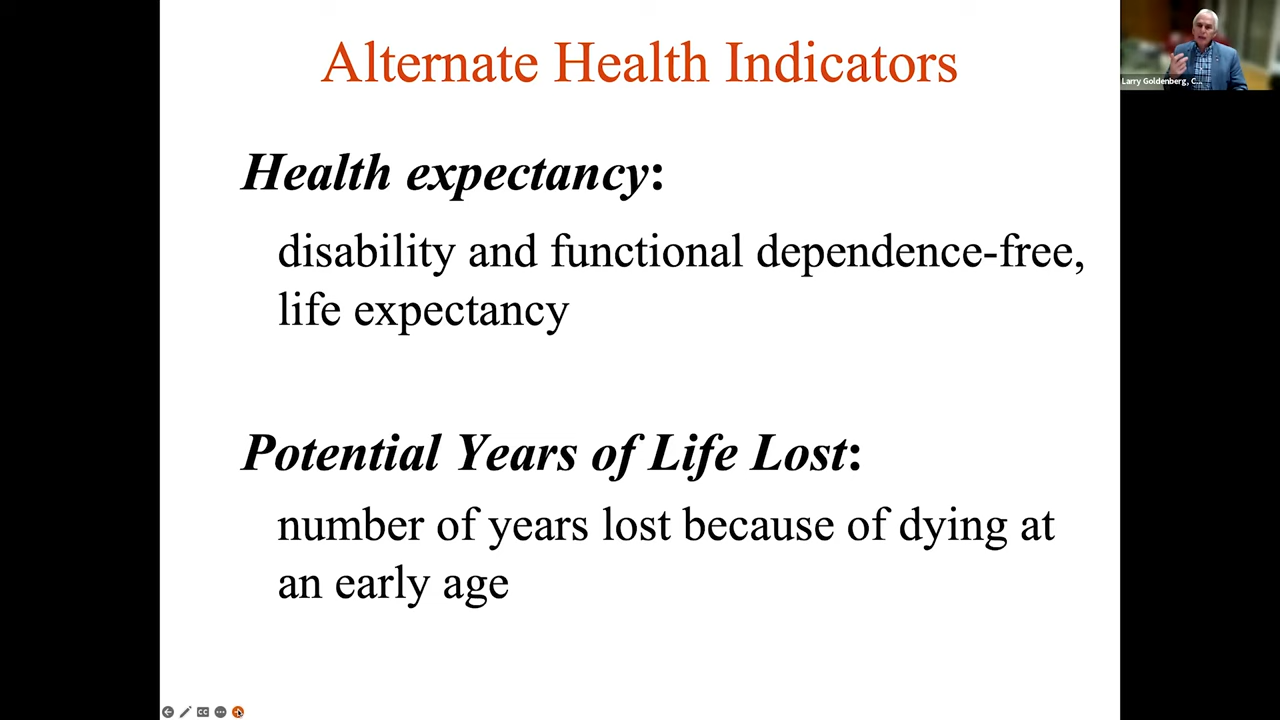 Alternate Health Indicators
Larry Goldenberg, C...
Health expectancy:
disability and functional dependence-free,
life expectancy
Potential Years of Life Lost:
number of years lost because of dying at
an early age
CC